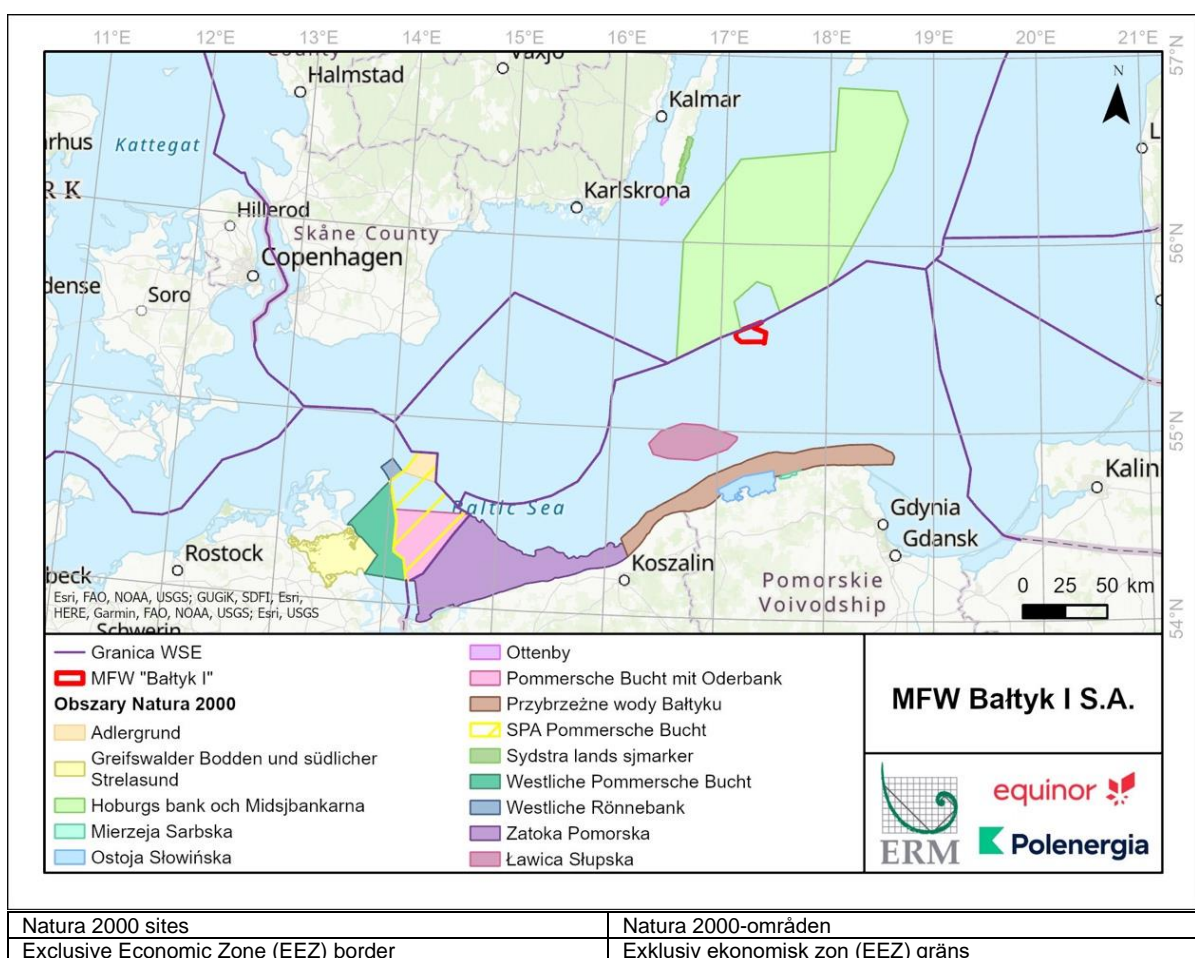 11°E 12°E 13°E 14°E 15°E 16°E 17°E 18°E 19°E 20°E 21°E
57°N
County
Växjö
Halmstad
N
Kalmar
rhus
Kattegat
L
R K
Karlskrona
Hillerod
Skåne County
56°N
Copenhagen
dense
Soro
55°N
Kalin
Baltic Sea
Gdynia
Gdansk
Rostock
Koszalin
beck
Pomorskie
Voivodship
0 25 50 km
Esri, FAO, NOAA, USGS; GUGiK, SDFI, Esri,
HERE, Garmin, FAO, NOAA, USGS; Esri, USGS
54°N
Schwerin
Granica WSE
MFW "Bałtyk I"
Obszary Natura 2000
Adlergrund
Greifswalder Bodden und südlicher
Strelasund
Hoburgs bank och Midsjbankarna
Mierzeja Sarbska
Ostoja Słowińska
Ottenby
Pommersche Bucht mit Oderbank
Przybrzeżne wody Bałtyku
SPA Pommersche Bucht
Sydstra lands sjmarker
Westliche Pommersche Bucht
Westliche Rönnebank
Zatoka Pomorska
Ławica Słupska
MFW Bałtyk I S.A.
ERM
equinor
Polenergia
Natura 2000 sites
Natura 2000-områden
Exclusive Economic Zone (EEZ) border
Exklusiv ekonomisk zon (EEZ) gräns